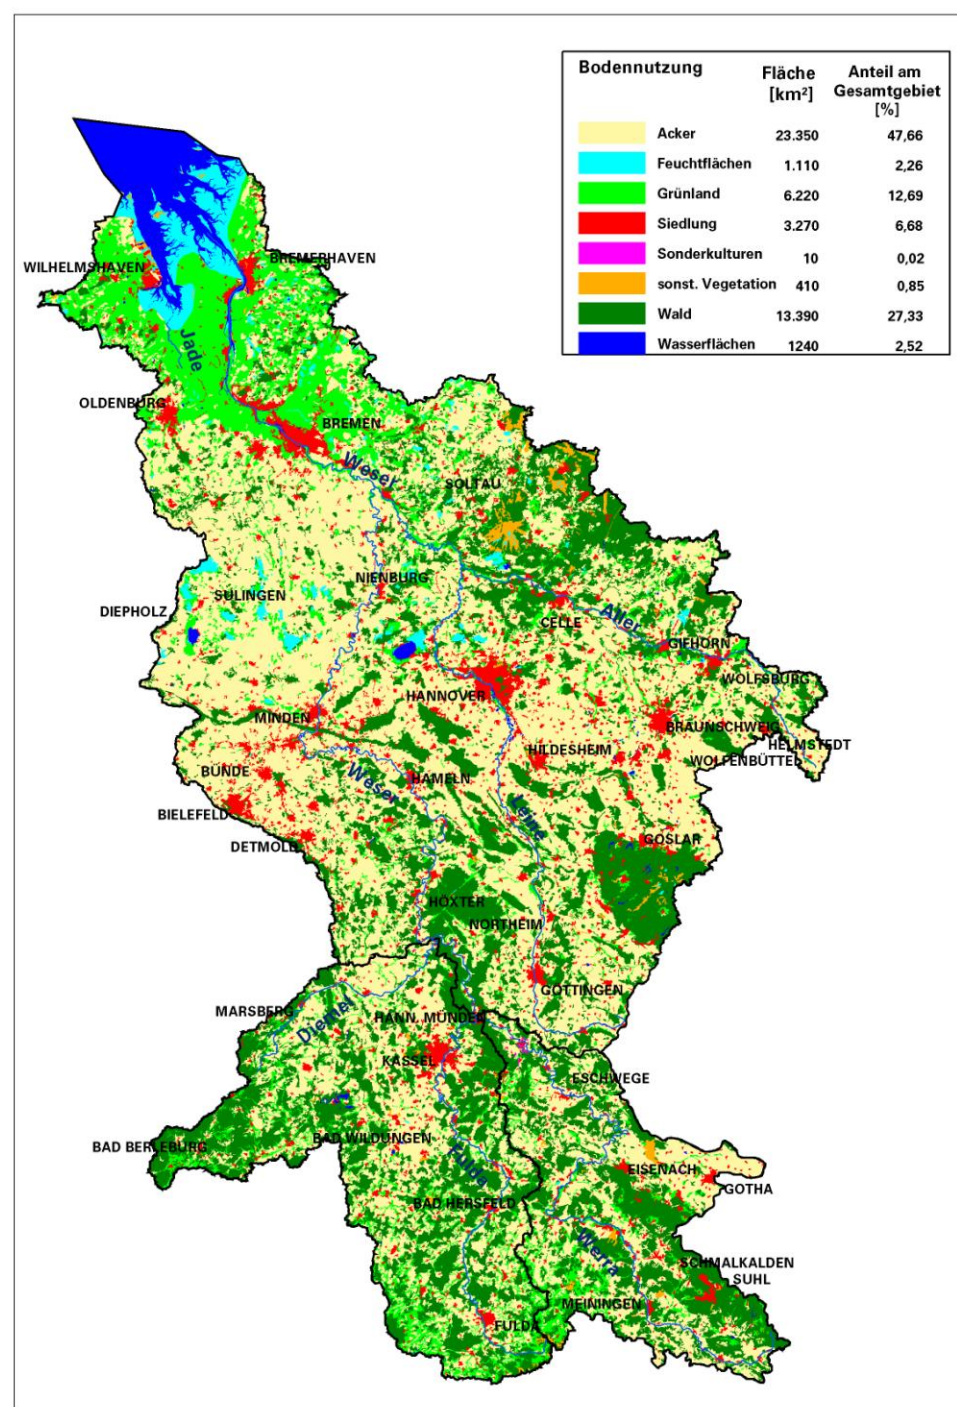 Bodennutzung Fläche [km²] Anteil am Gesamtgebiet [%]
Acker 23.350 47,66
Feuchtflächen 1.110 2,26
Grünland 6.220 12,69
Siedlung 3.270 6,68
Sonderkulturen 10 0,02
sonst. Vegetation 410 0,85
Wald 13.390 27,33
Wasserflächen 1240 2,52
WILHELMSHAVEN
BREMERHAVEN
Jade
OLDENBURG
BREMEN
Weser
SOLTAU
NIENBURG
SULINGEN
DIEPHOLZ
CELLE
Aller
GIFHORN
WOLFSBURG
HANNOVER
MINDEN
BRAUNSCHWEIG
HELMSTEDT
HILDESHEIM
WOLFENBÜTTEL
BÜNDE
Weser
HAMELN
BIELEFELD
Leine
DETMOLD
GOSLAR
HÖXTER
NORTHEIM
GÖTTINGEN
MARSBERG
Diemel
HANN. MÜNDEN
KASSEL
ESCHWEGE
BAD BERLEBURG
BAD WILDUNGEN
Fulda
EISENACH
GOTHA
BAD HERSFELD
Werra
SCHMALKALDEN
SUHL
MEININGEN
FULDA